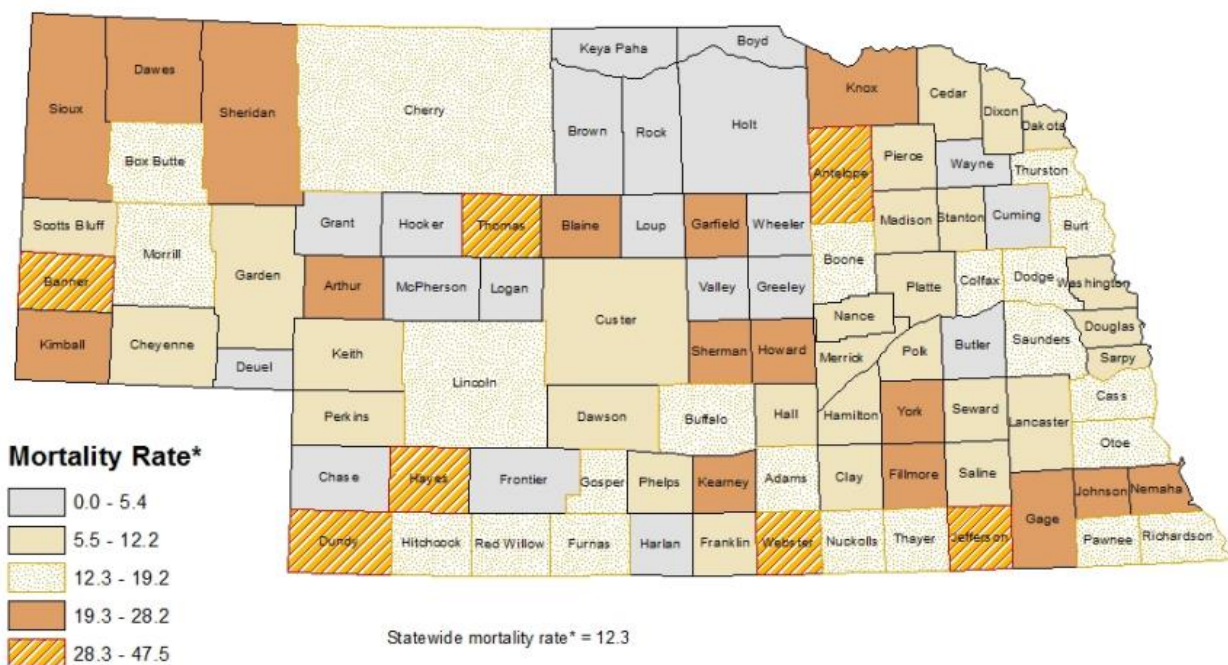 Keya Paha
Boyd
Sioux
Dawes
Sheridan
Cherry
Knox
Cedar
Dixon
Dakota
Box Butte
Brown
Rock
Holt
Antelope
Pierce
Wayne
Thurston
Scotts Bluff
Morrill
Garden
Grant
Hooker
Thomas
Blaine
Loup
Garfield
Wheeler
Madison
Stanton
Cuming
Burt
Banner
Arthur
McPherson
Logan
Custer
Valley
Greeley
Boone
Platte
Colfax
Dodge
Washington
Nance
Kimball
Cheyenne
Deuel
Keith
Lincoln
Sherman
Howard
Merrick
Polk
Butler
Saunders
Douglas
Sarpy
Perkins
Dawson
Buffalo
Hall
Hamilton
York
Seward
Lancaster
Cass
Otoe
Chase
Hayes
Frontier
Gosper
Phelps
Kearney
Adams
Clay
Fillmore
Saline
Gage
Johnson
Nemaha
Dundy
Hitchcock
Red Willow
Furnas
Harlan
Franklin
Webster
Nuckolls
Thayer
Jefferson
Pawnee
Richardson
Mortality Rate*
0.0 - 5.4
5.5 - 12.2
12.3 - 19.2
19.3 - 28.2
28.3 - 47.5
Statewide mortality rate* = 12.3